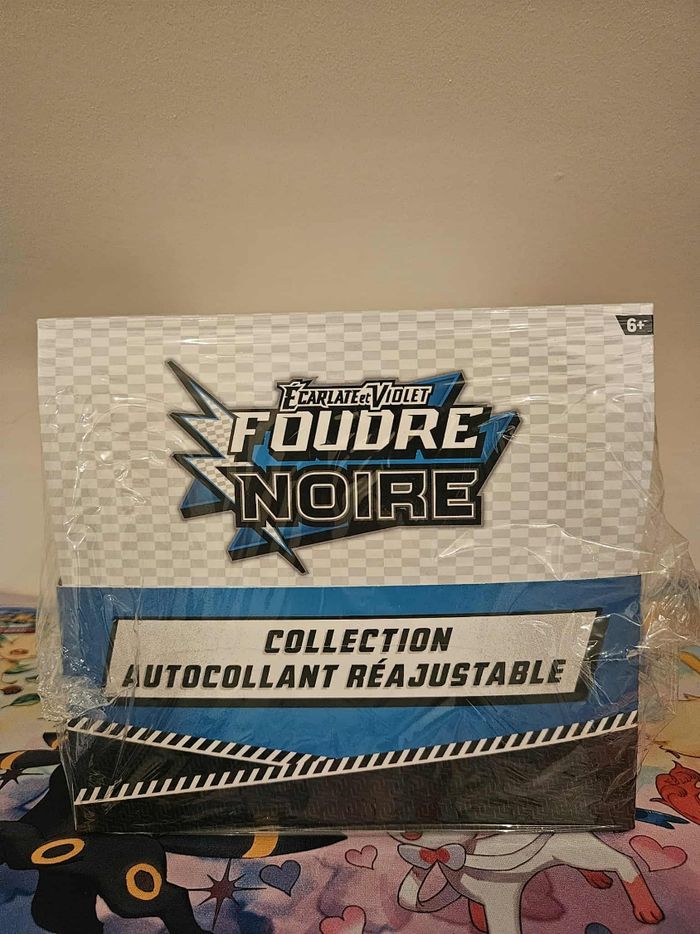 6+
ÉCARLATE et VIOLET
FOUDRE
NOIRE
COLLECTION
AUTOCOLLANT RÉAJUSTABLE